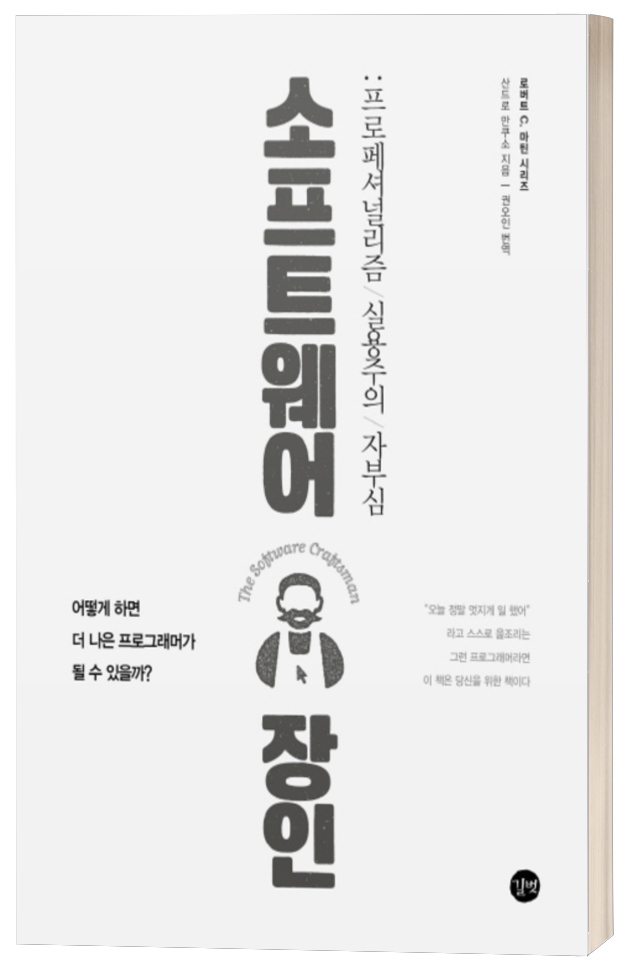 로버트 C. 마틴 시리즈
산드로 만쿠소 지음 | 권오인 번역
:프로페셔널리즘/실용주의/자부심
소프트웨어
The Software Craftsman
장인
어떻게 하면
더 나은 프로그래머가
될 수 있을까?
"오늘 정말 멋지게 일 했어"
라고 스스로 읊조리는
그런 프로그래머라면
이 책은 당신을 위한 책이다
길벗